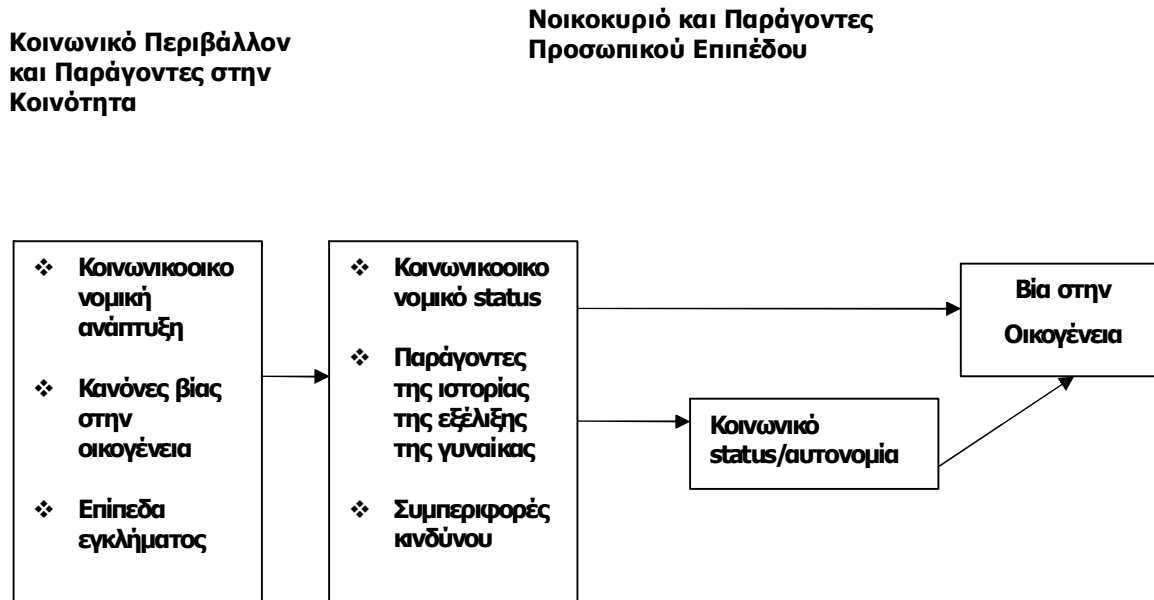 Κοινωνικό Περιβάλλον
και Παράγοντες στην
Κοινότητα
Νοικοκυριό και Παράγοντες
Προσωπικού Επιπέδου
❖ Κοινωνικοοικο
νομική
ανάπτυξη
❖ Κανόνες βίας
στην
οικογένεια
❖ Επίπεδα
εγκλήματος
❖ Κοινωνικοοικο
νομικό status
❖ Παράγοντες
της ιστορίας
της εξέλιξης
της γυναίκας
❖ Συμπεριφορές
κινδύνου
Κοινωνικό
status/αυτονομία
Βία στην
Οικογένεια